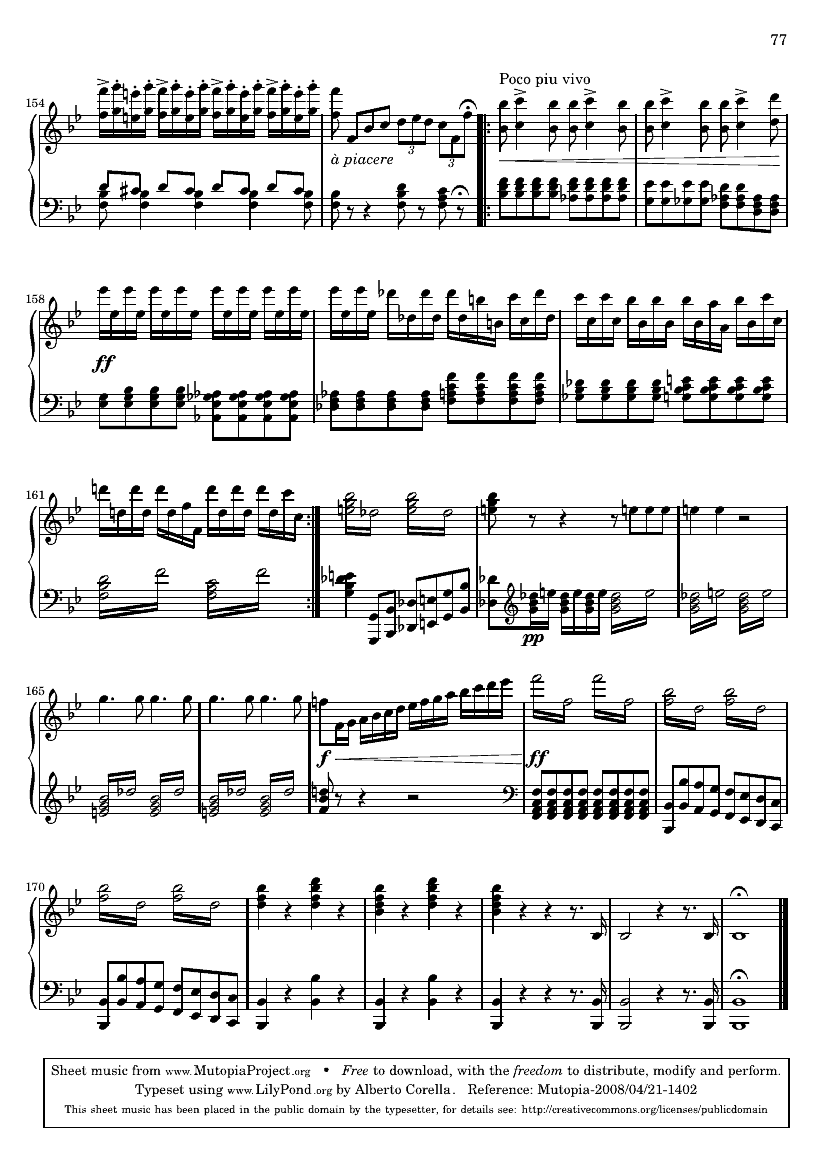 77
Poco piu vivo
154
à piacere
3
3
158
ff
161
pp
165
f
ff
170
Sheet music from www.MutopiaProject.org • Free to download, with the freedom to distribute, modify and perform.
Typeset using www.LilyPond.org by Alberto Corella. Reference: Mutopia-2008/04/21-1402
This sheet music has been placed in the public domain by the typesetter, for details see: http://creativecommons.org/licenses/publicdomain